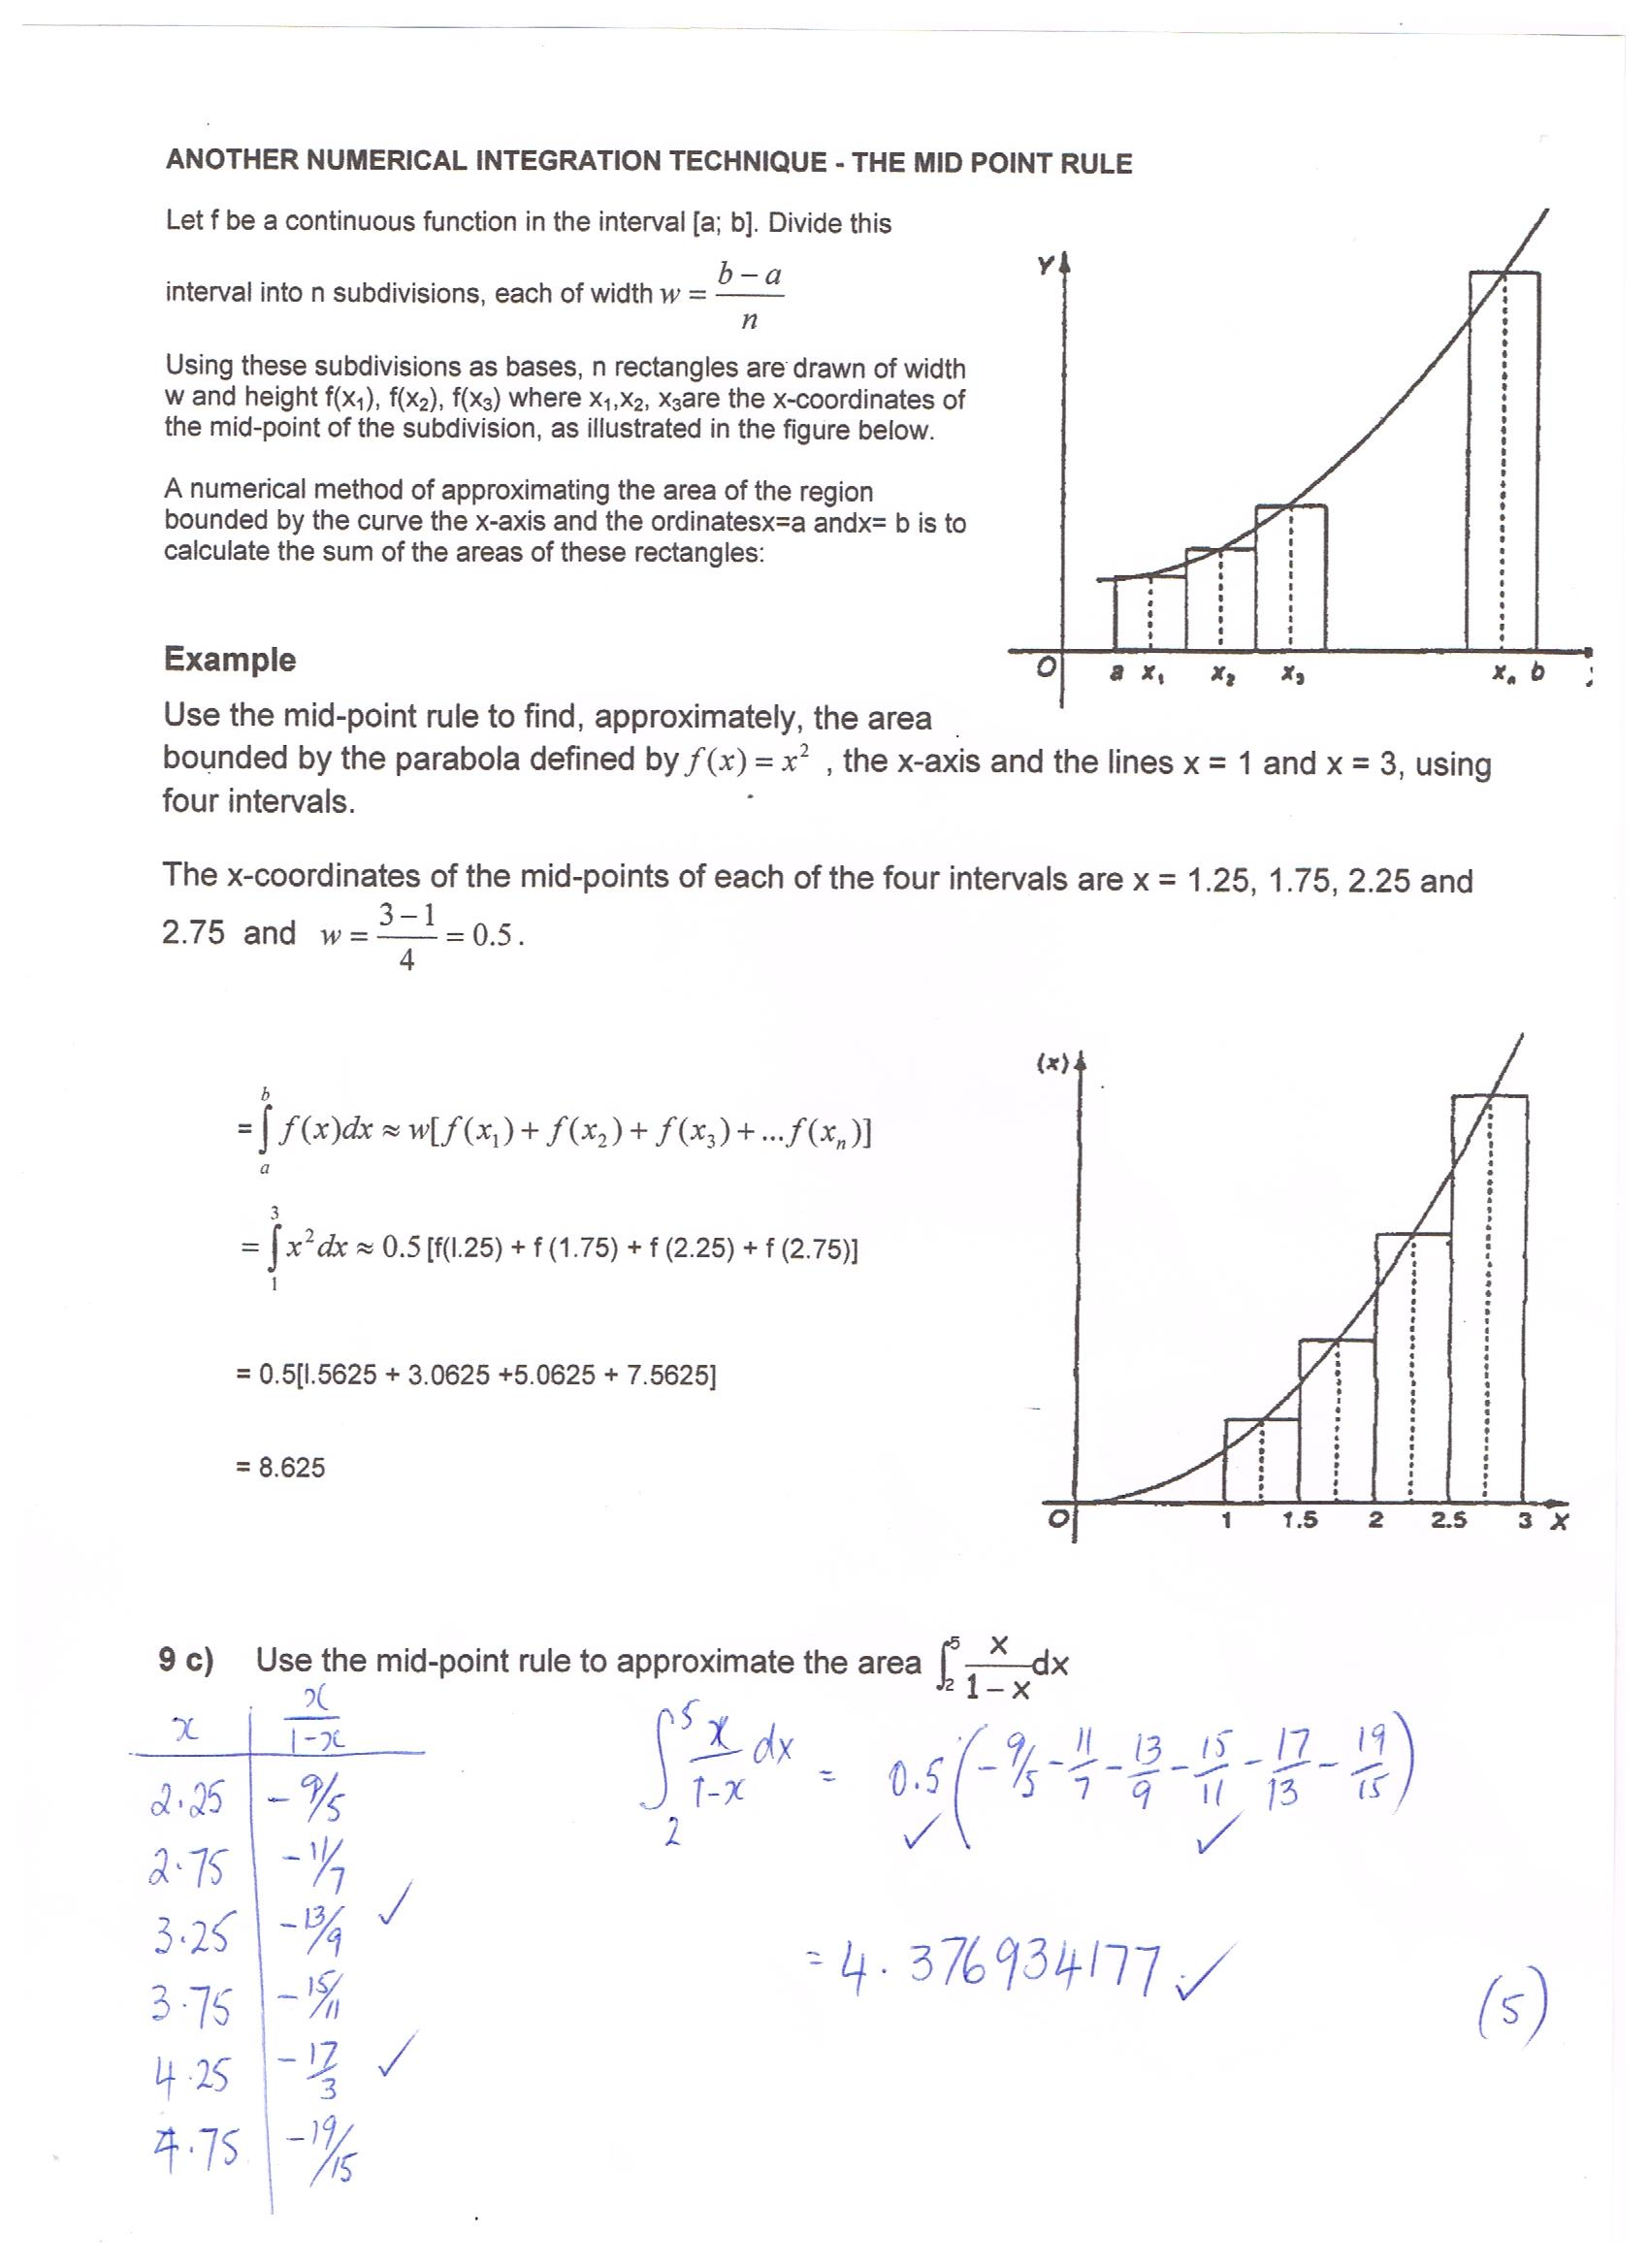 ANOTHER NUMERICAL INTEGRATION TECHNIQUE - THE MID POINT RULE
Let f be a continuous function in the interval [a; b]. Divide this
interval into n subdivisions, each of width w = \frac{b - a}{n}
Using these subdivisions as bases, n rectangles are drawn of width
w and height f(x₁), f(x₂), f(x₃) where x₁,x₂, x₃are the x-coordinates of
the mid-point of the subdivision, as illustrated in the figure below.
A numerical method of approximating the area of the region
bounded by the curve the x-axis and the ordinatesx=a andx= b is to
calculate the sum of the areas of these rectangles:
Y
O a x₁ x₂ x₃ xₙ b
Example
Use the mid-point rule to find, approximately, the area
bounded by the parabola defined by f(x) = x² , the x-axis and the lines x = 1 and x = 3, using
four intervals.
The x-coordinates of the mid-points of each of the four intervals are x = 1.25, 1.75, 2.25 and
2.75 and w = \frac{3-1}{4} = 0.5.
= ∫_a^b f(x)dx ≈ w[f(x₁) + f(x₂) + f(x₃) + ...f(xₙ)]
= ∫_1^3 x²dx ≈ 0.5 [f(l.25) + f (1.75) + f (2.25) + f (2.75)]
= 0.5[l.5625 + 3.0625 +5.0625 + 7.5625]
= 8.625
(x)
O 1 1.5 2 2.5 3 X
9 c) Use the mid-point rule to approximate the area ∫_2^5 \frac{x}{1-x}dx
x \frac{x}{1-x}
2.25 -9/5
2.75 -11/7
3.25 -13/9 ✓
3.75 -15/11
4.25 -17/3 ✓
4.75 -19/15
∫_2^5 \frac{x}{1-x} dx = 0.5 (-9/5 - 11/7 - 13/9 - 15/11 - 17/13 - 19/15)
✓ ✓
= 4.376934177 ✓
(5)